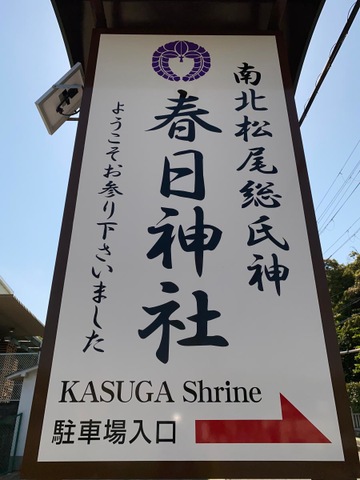 南北松尾総氏神
春日神社
ようこそお参り下さいました
KASUGA Shrine
駐車場入口